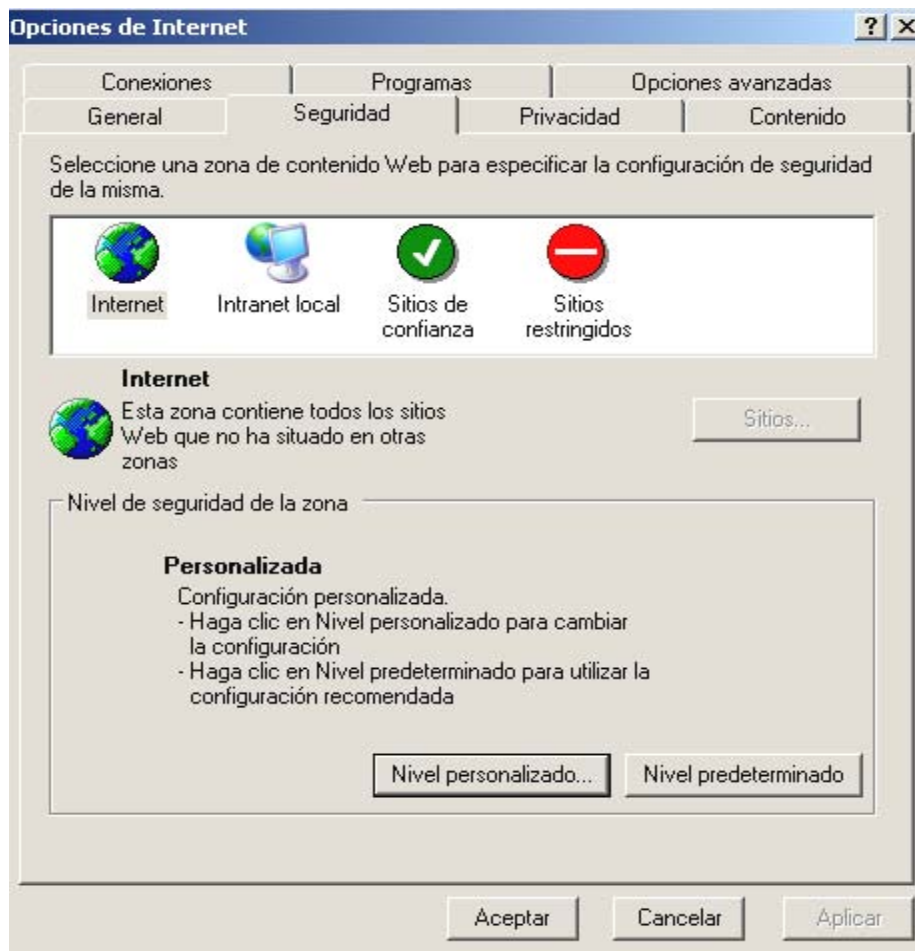 Opciones de Internet
Conexiones Programas Opciones avanzadas
General Seguridad Privacidad Contenido
Seleccione una zona de contenido Web para especificar la configuración de seguridad
de la misma.
Internet Intranet local Sitios de confianza Sitios restringidos
Internet
Esta zona contiene todos los sitios
Web que no ha situado en otras
zonas
Sitios...
Nivel de seguridad de la zona
Personalizada
Configuración personalizada.
- Haga clic en Nivel personalizado para cambiar
la configuración
- Haga clic en Nivel predeterminado para utilizar la
configuración recomendada
Nivel personalizado... Nivel predeterminado
Aceptar Cancelar Aplicar